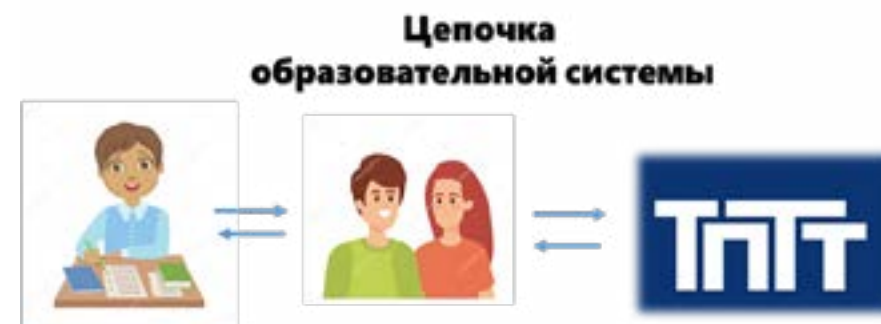 Цепочка
образовательной системы
ТПТТ